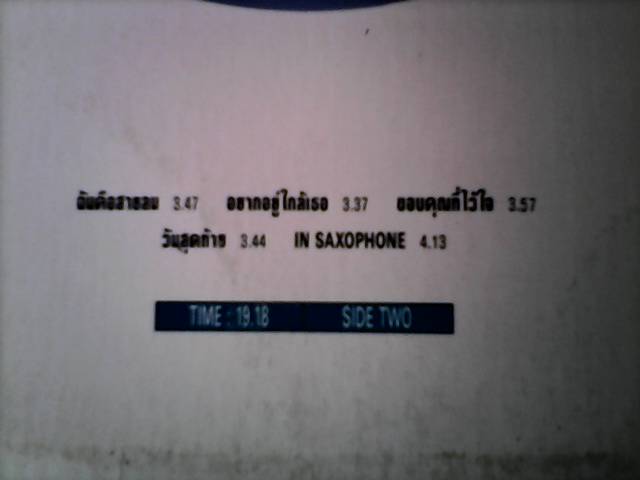 ฉันคือสายลม 3.47 อยากอยู่ใกล้เธอ 3.37 ขอบคุณที่ไว้ใจ 3.57
วันสุดท้าย 3.44 IN SAXOPHONE 4.13
TIME : 19.18 SIDE TWO